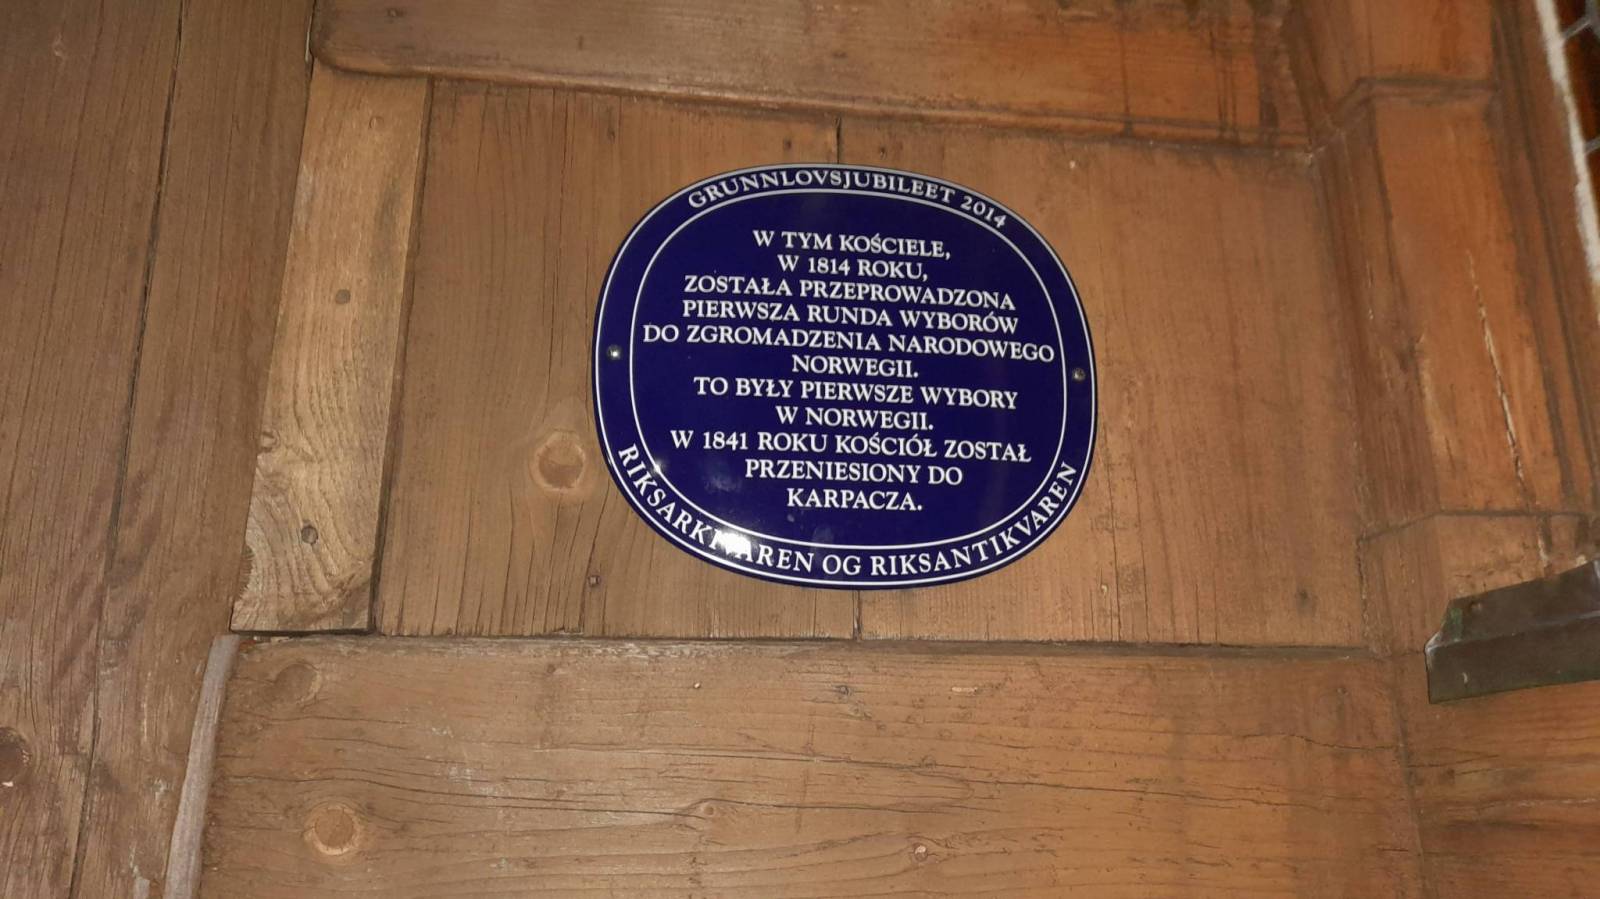 GRUNNLOVSJUBILEET 2014
W TYM KOŚCIELE,
W 1814 ROKU,
ZOSTAŁA PRZEPROWADZONA
PIERWSZA RUNDA WYBORÓW
DO ZGROMADZENIA NARODOWEGO
NORWEGII.
TO BYŁY PIERWSZE WYBORY
W NORWEGII.
W 1841 ROKU KOŚCIÓŁ ZOSTAŁ
PRZENIESIONY DO
KARPACZA.
RIKSARKIVAREN OG RIKSANTIKVAREN